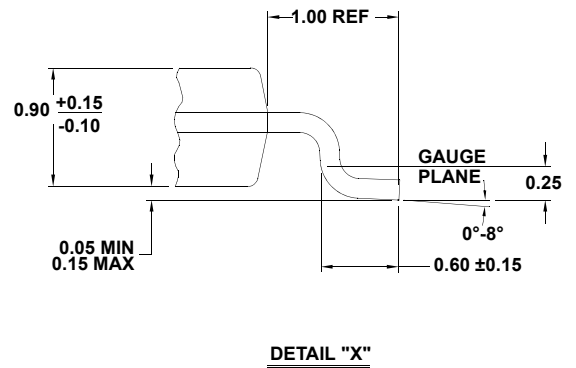 1.00 REF
0.90 +0.15
-0.10
GAUGE
PLANE
0.25
0°-8°
0.05 MIN
0.15 MAX
0.60 ±0.15
DETAIL "X"